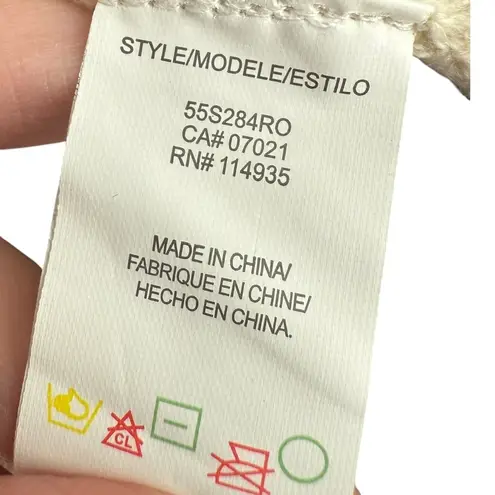 STYLE/MODELE/ESTILO
55S284RO
CA# 07021
RN# 114935
MADE IN CHINA/
FABRIQUE EN CHINE/
HECHO EN CHINA.
CL